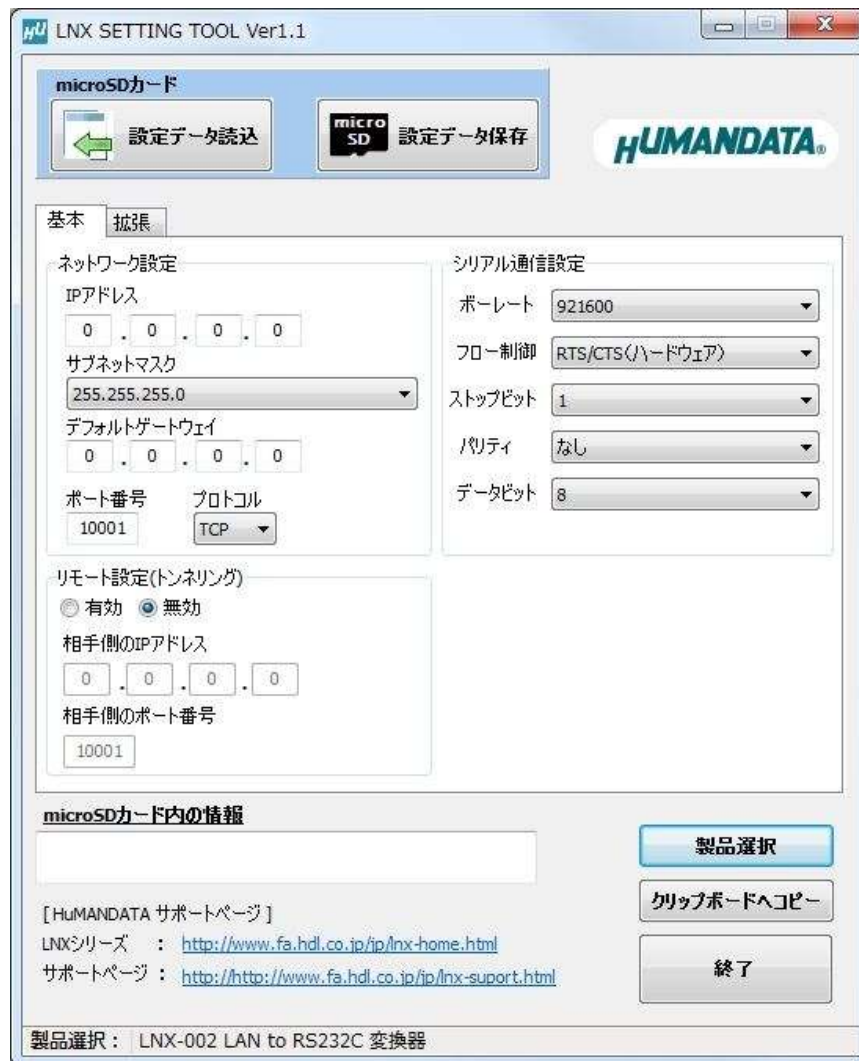 HU LNX SETTING TOOL Ver1.1
microSDカード
設定データ読込
micro SD 設定データ保存
HUMANDATA®
基本 拡張
ネットワーク設定
IPアドレス
0 . 0 . 0 . 0
サブネットマスク
255.255.255.0
デフォルトゲートウェイ
0 . 0 . 0 . 0
ポート番号 プロトコル
10001 TCP
シリアル通信設定
ボーレート 921600
フロー制御 RTS/CTS(ハードウェア)
ストップビット 1
パリティ なし
データビット 8
リモート設定(トンネリング)
有効 無効
相手側のIPアドレス
0 . 0 . 0 . 0
相手側のポート番号
10001
microSDカード内の情報
製品選択
クリップボードへコピー
終了
[ HuMANDATA サポートページ ]
LNXシリーズ : http://www.fa.hdl.co.jp/jp/lnx-home.html
サポートページ : http://http://www.fa.hdl.co.jp/jp/lnx-suport.html
製品選択: LNX-002 LAN to RS232C 変換器